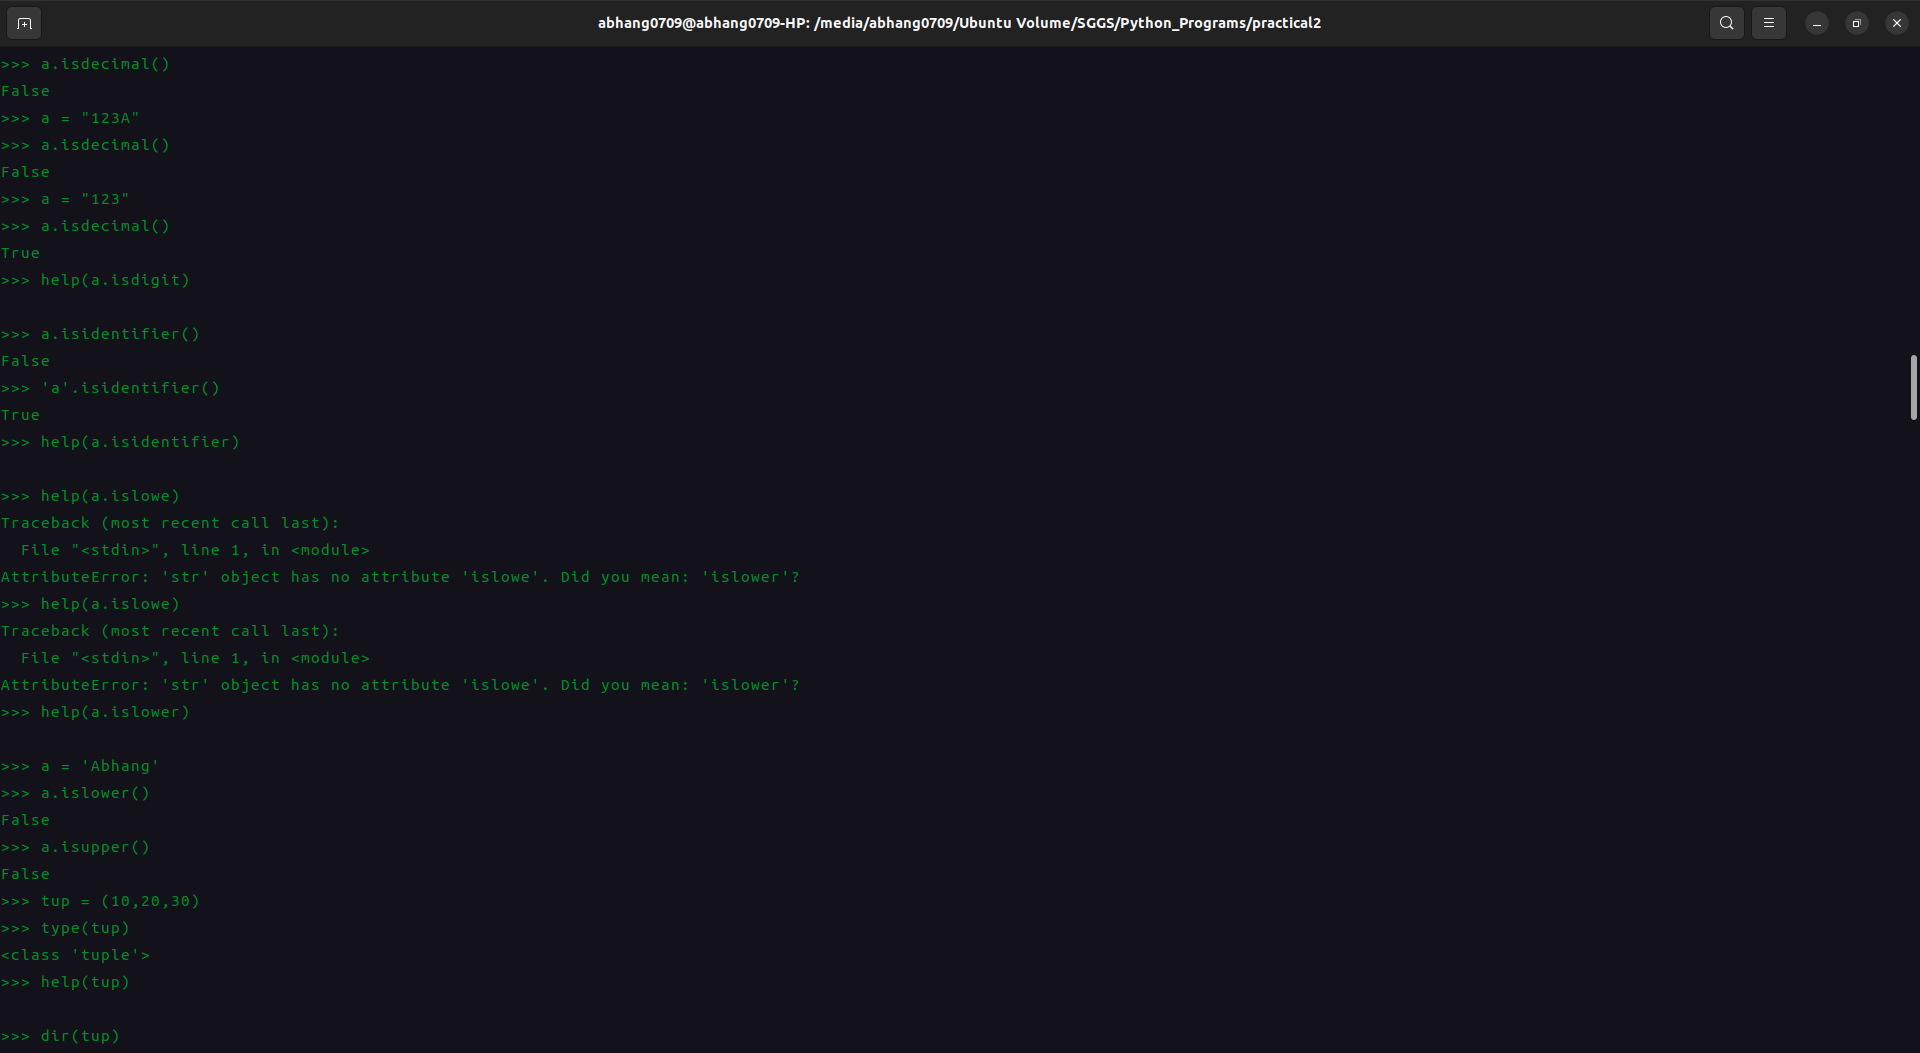 abhang0709@abhang0709-HP: /media/abhang0709/Ubuntu Volume/SGGS/Python_Programs/practical2
>>> a.isdecimal()
False
>>> a = "123A"
>>> a.isdecimal()
False
>>> a = "123"
>>> a.isdecimal()
True
>>> help(a.isdigit)

>>> a.isidentifier()
False
>>> 'a'.isidentifier()
True
>>> help(a.isidentifier)

>>> help(a.islowe)
Traceback (most recent call last):
  File "<stdin>", line 1, in <module>
AttributeError: 'str' object has no attribute 'islowe'. Did you mean: 'islower'?
>>> help(a.islowe)
Traceback (most recent call last):
  File "<stdin>", line 1, in <module>
AttributeError: 'str' object has no attribute 'islowe'. Did you mean: 'islower'?
>>> help(a.islower)

>>> a = 'Abhang'
>>> a.islower()
False
>>> a.isupper()
False
>>> tup = (10,20,30)
>>> type(tup)
<class 'tuple'>
>>> help(tup)

>>> dir(tup)